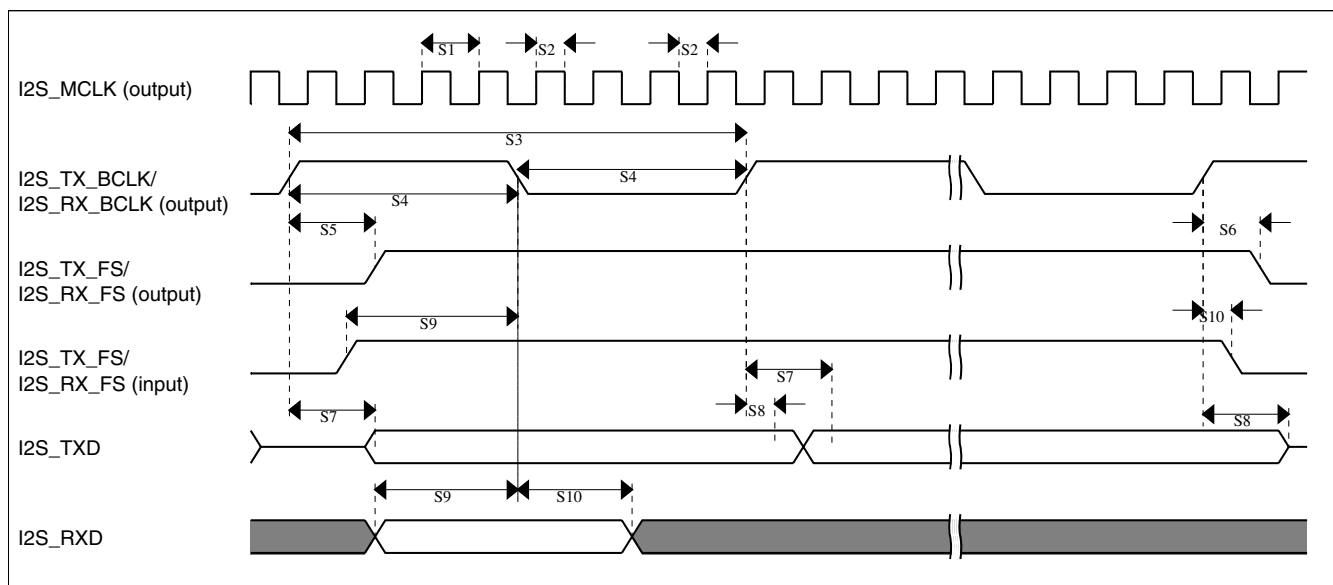 S1
S2
S2
I2S_MCLK (output)
S3
I2S_TX_BCLK/
I2S_RX_BCLK (output)
S4
S4
S5
S6
I2S_TX_FS/
I2S_RX_FS (output)
S9
S10
I2S_TX_FS/
I2S_RX_FS (input)
S7
S7
S8
S8
I2S_TXD
S9
S10
I2S_RXD